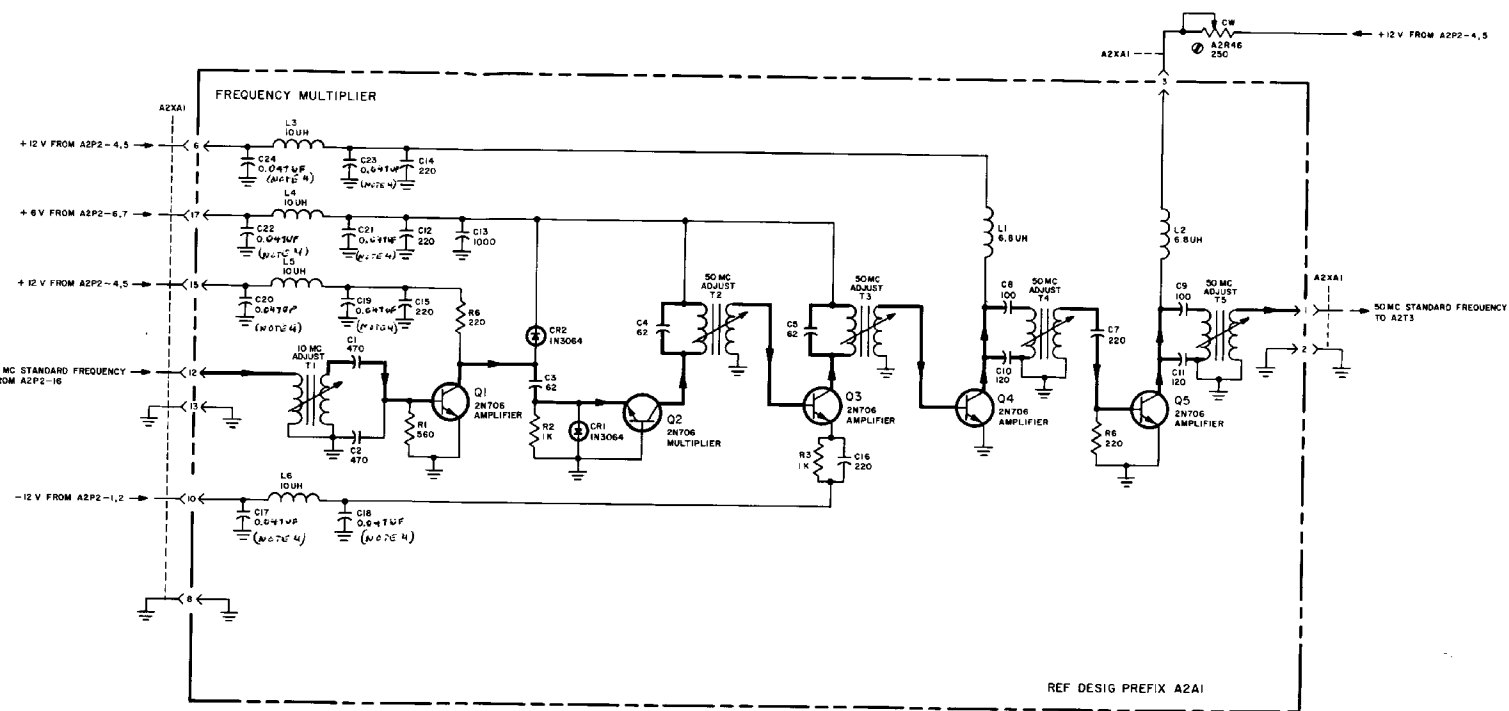 CW
A2R46
250
+12 V FROM A2P2-4,5
A2XA1
3
FREQUENCY MULTIPLIER
A2XA1
+12 V FROM A2P2-4,5
6
L3
10UH
C24
0.047UF
(NOTE 4)
C23
0.047UF
(NOTE 4)
C14
220
+6 V FROM A2P2-6,7
17
L4
10UH
C22
0.047UF
(NOTE 4)
C21
0.047UF
(NOTE 4)
C12
220
C13
1000
L1
6.8UH
L2
6.8UH
+12 V FROM A2P2-4,5
15
L5
10UH
C20
0.047UF
(NOTE 4)
C19
0.047UF
(NOTE 4)
C15
220
R6
220
CR2
1N3064
C4
62
50 MC
ADJUST
T2
C5
62
50 MC
ADJUST
T3
C8
100
50 MC
ADJUST
T4
C9
100
50 MC
ADJUST
T5
A2XA1
1
50 MC STANDARD FREQUENCY
TO A2T3
2
MC STANDARD FREQUENCY
FROM A2P2-16
12
13
10 MC
ADJUST
T1
C1
470
C2
470
R1
560
Q1
2N706
AMPLIFIER
C3
62
R2
1K
CR1
1N3064
Q2
2N706
MULTIPLIER
Q3
2N706
AMPLIFIER
R3
1K
C16
220
C10
120
Q4
2N706
AMPLIFIER
C7
220
R6
220
C11
120
Q5
2N706
AMPLIFIER
-12 V FROM A2P2-1,2
10
L6
10UH
C17
0.047UF
(NOTE 4)
C18
0.047UF
(NOTE 4)
8
REF DESIG PREFIX A2A1